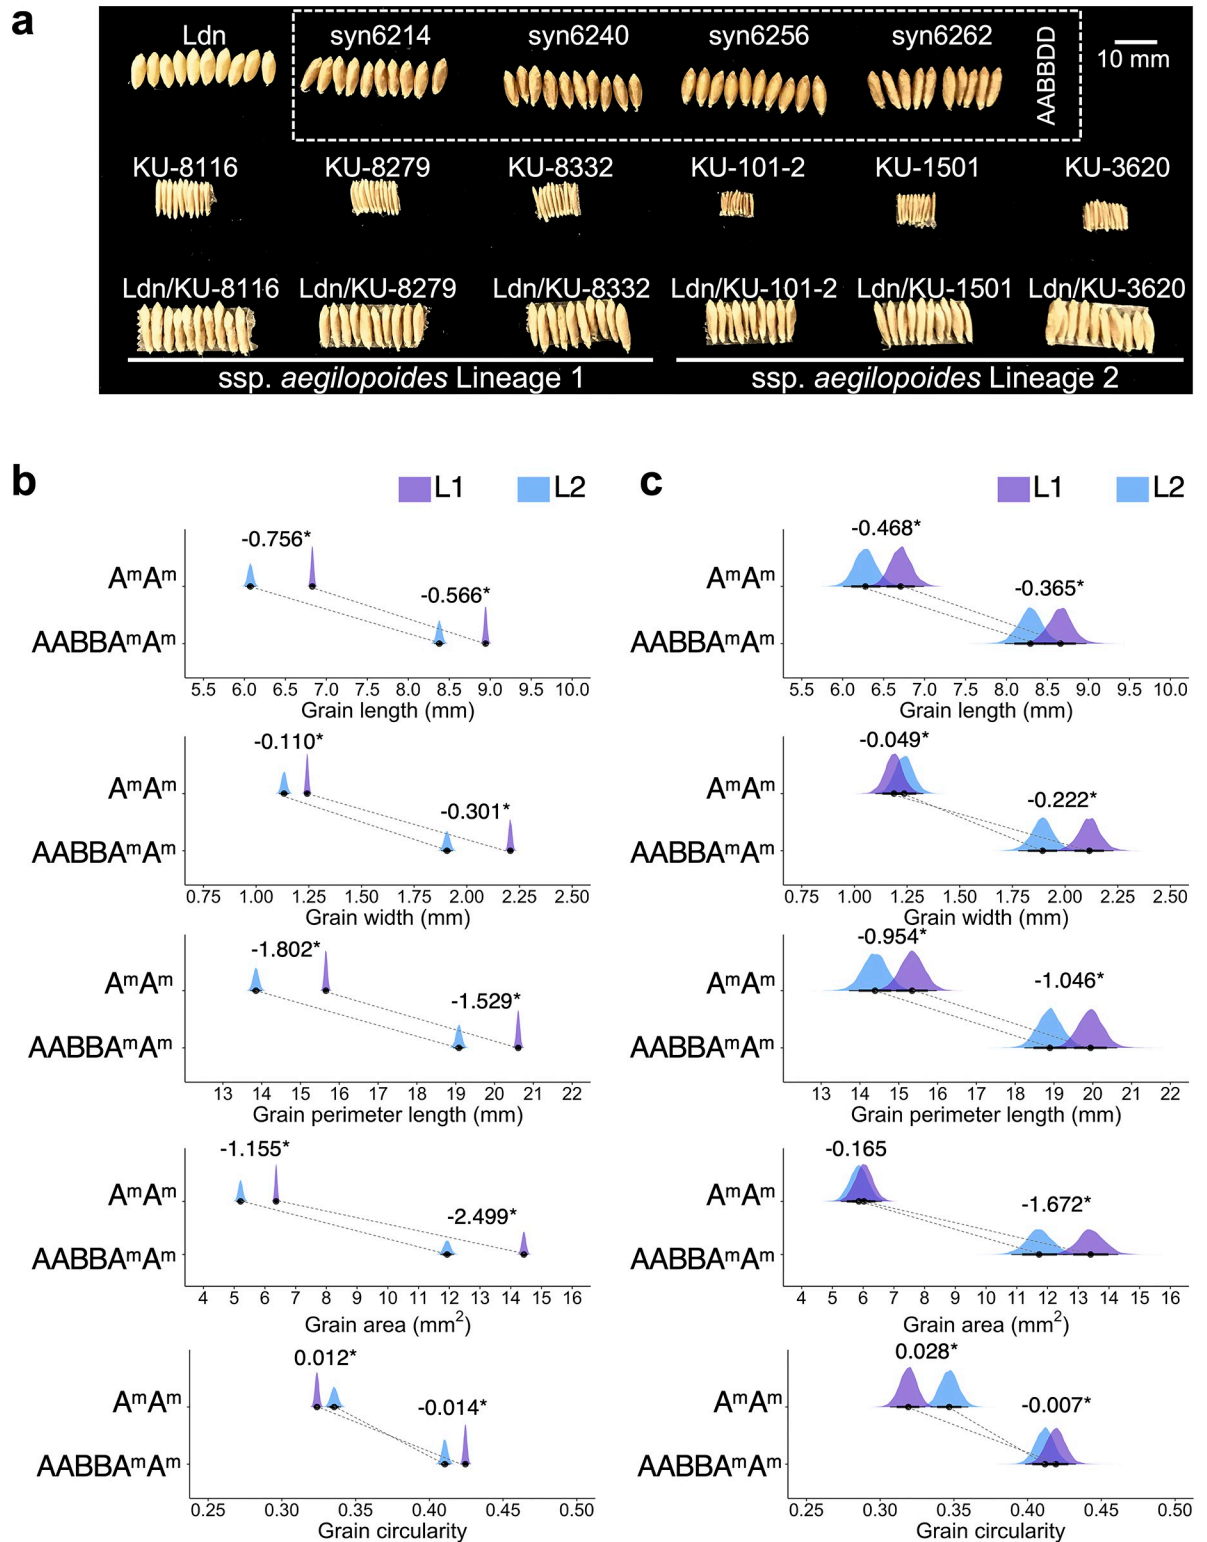 a
Ldn
syn6214
syn6240
syn6256
syn6262
AABBDD
10 mm
KU-8116
KU-8279
KU-8332
KU-101-2
KU-1501
KU-3620
Ldn/KU-8116
Ldn/KU-8279
Ldn/KU-8332
Ldn/KU-101-2
Ldn/KU-1501
Ldn/KU-3620
ssp. aegilopoides Lineage 1
ssp. aegilopoides Lineage 2
b
L1
L2
-0.756*
AᵐAᵐ
-0.566*
AABBAᵐAᵐ
5.5 6.0 6.5 7.0 7.5 8.0 8.5 9.0 9.5 10.0
Grain length (mm)
-0.110*
AᵐAᵐ
-0.301*
AABBAᵐAᵐ
0.75 1.00 1.25 1.50 1.75 2.00 2.25 2.50
Grain width (mm)
-1.802*
AᵐAᵐ
-1.529*
AABBAᵐAᵐ
13 14 15 16 17 18 19 20 21 22
Grain perimeter length (mm)
-1.155*
AᵐAᵐ
-2.499*
AABBAᵐAᵐ
4 5 6 7 8 9 10 11 12 13 14 15 16
Grain area (mm²)
0.012*
AᵐAᵐ
-0.014*
AABBAᵐAᵐ
0.25 0.30 0.35 0.40 0.45 0.50
Grain circularity
c
L1
L2
-0.468*
AᵐAᵐ
-0.365*
AABBAᵐAᵐ
5.5 6.0 6.5 7.0 7.5 8.0 8.5 9.0 9.5 10.0
Grain length (mm)
-0.049*
AᵐAᵐ
-0.222*
AABBAᵐAᵐ
0.75 1.00 1.25 1.50 1.75 2.00 2.25 2.50
Grain width (mm)
-0.954*
AᵐAᵐ
-1.046*
AABBAᵐAᵐ
13 14 15 16 17 18 19 20 21 22
Grain perimeter length (mm)
-0.165
AᵐAᵐ
-1.672*
AABBAᵐAᵐ
4 5 6 7 8 9 10 11 12 13 14 15 16
Grain area (mm²)
0.028*
AᵐAᵐ
-0.007*
AABBAᵐAᵐ
0.25 0.30 0.35 0.40 0.45 0.50
Grain circularity